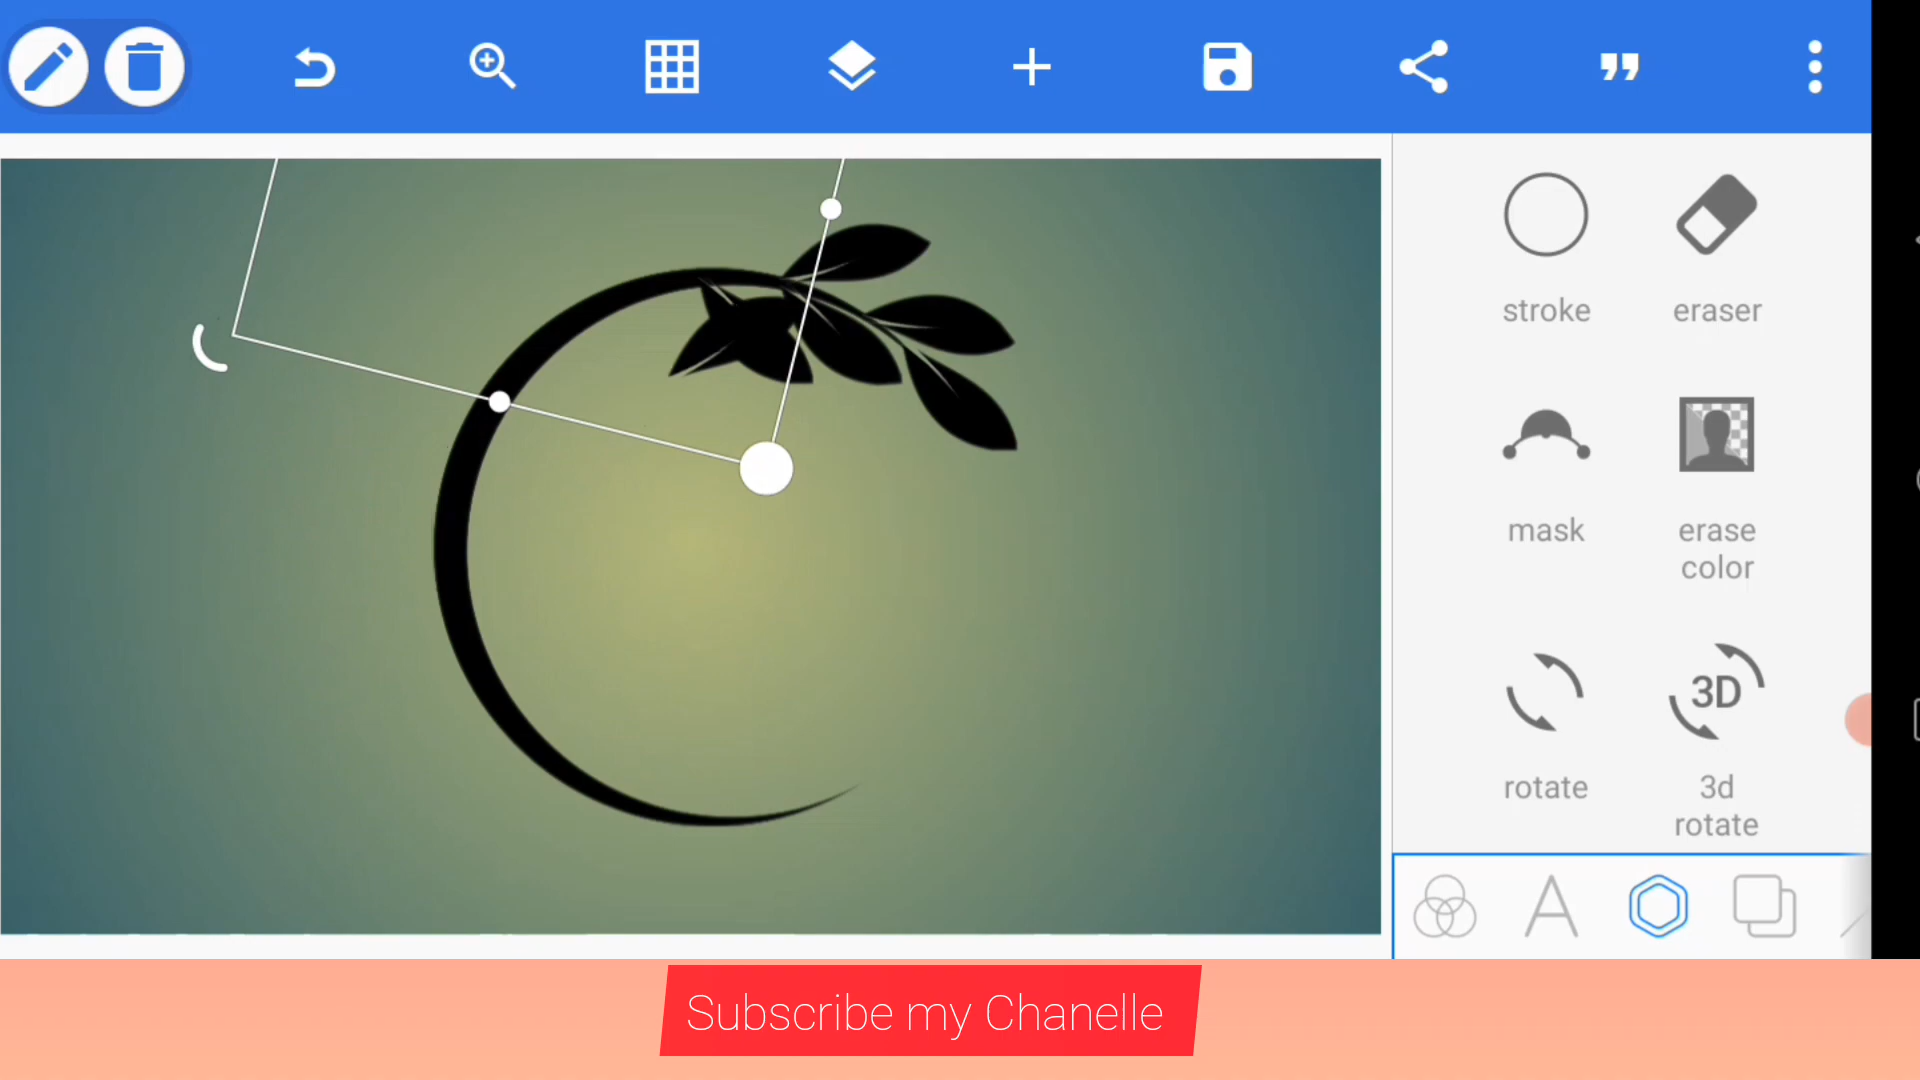 stroke
eraser
mask
erase
color
3D
rotate
3d
rotate
Subscribe my Chanelle